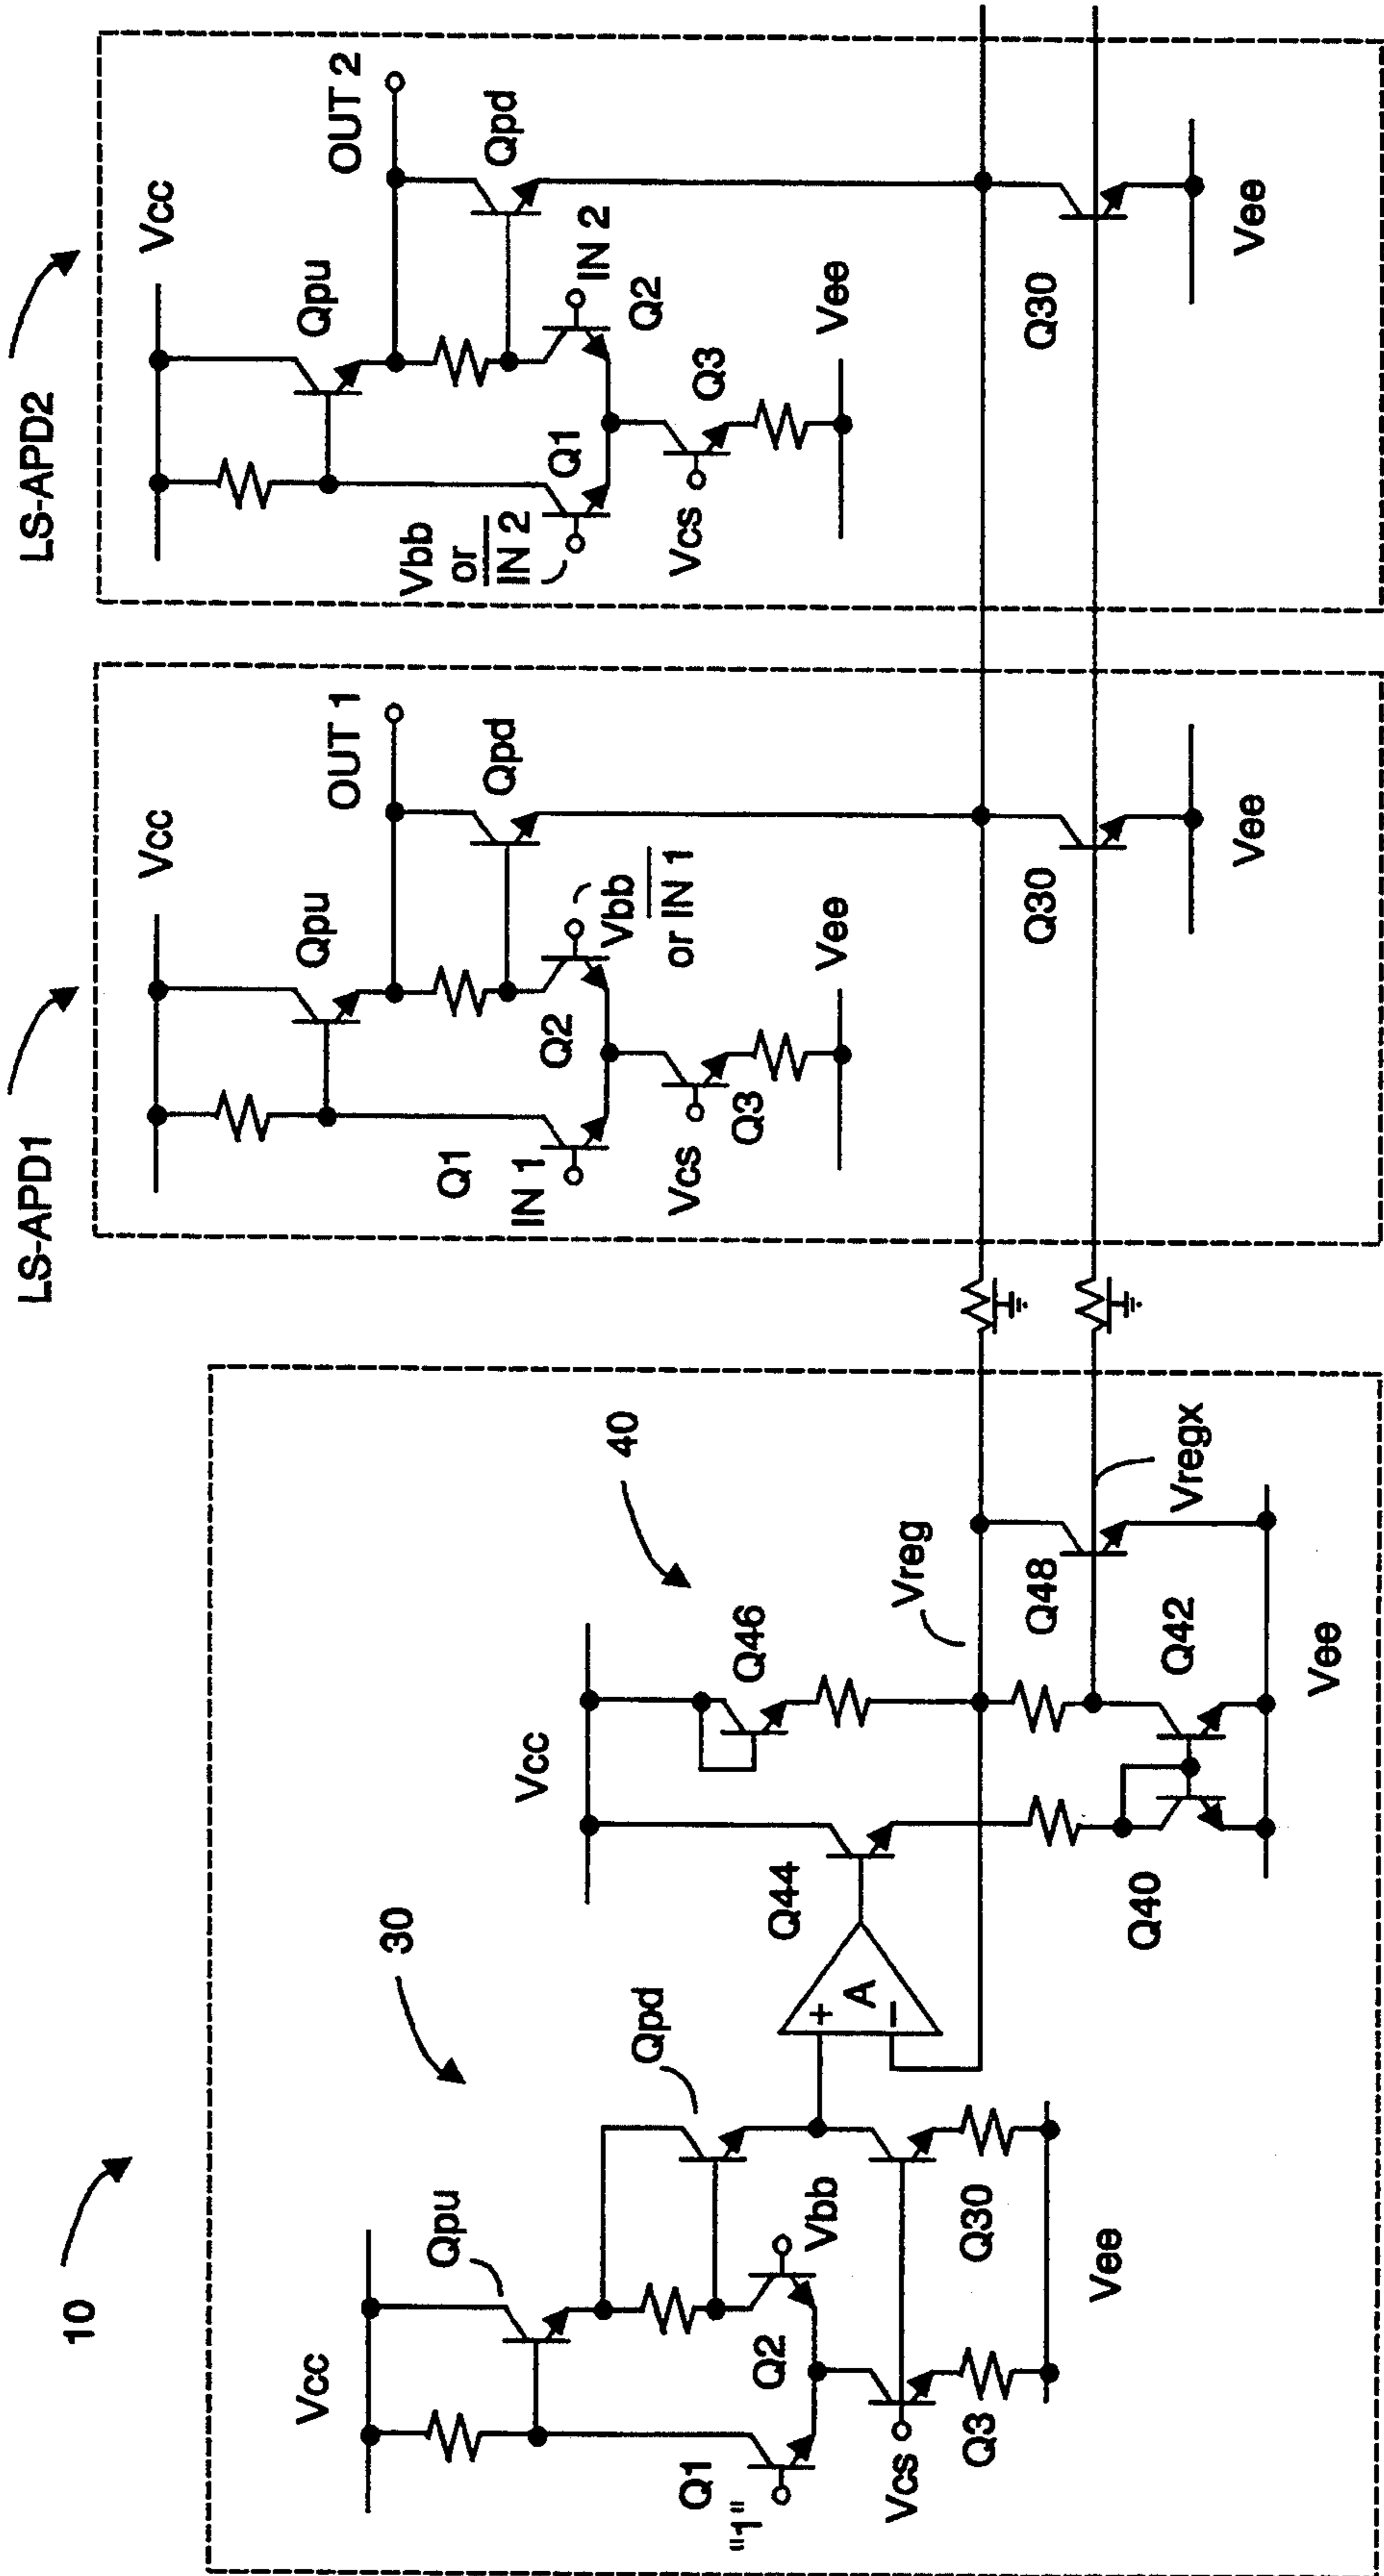 10
LS-APD1
LS-APD2
30
40
Vcc
Qpu
Q1
"1"
Q2
Vbb
Qpd
Vcs
Q3
Q30
Vee
A
+
−
Vcc
Q44
Q46
Vreg
Q48
Vregx
Q40
Q42
Vee
Vcc
Qpu
OUT 1
Qpd
Q1
IN 1
Q2
Vbb
or IN 1
Vcs
Q3
Vee
Q30
Vee
Vcc
Qpu
OUT 2
Qpd
Q1
Vbb
or
IN 2
IN 2
Q2
Vcs
Q3
Vee
Q30
Vee